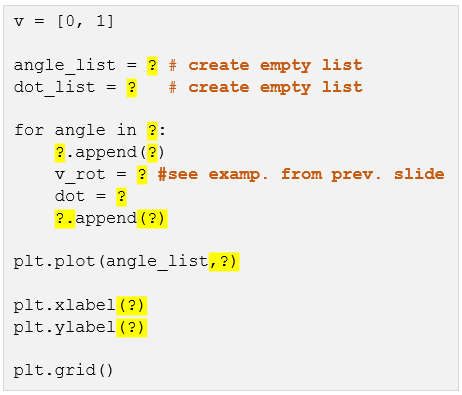 v = [0, 1]
angle_list = ? # create empty list
dot_list = ?   # create empty list
for angle in ?:
    ?.append(?)
    v_rot = ? #see examp. from prev. slide
    dot = ?
    ?.append(?)
plt.plot(angle_list,?)
plt.xlabel(?)
plt.ylabel(?)
plt.grid()